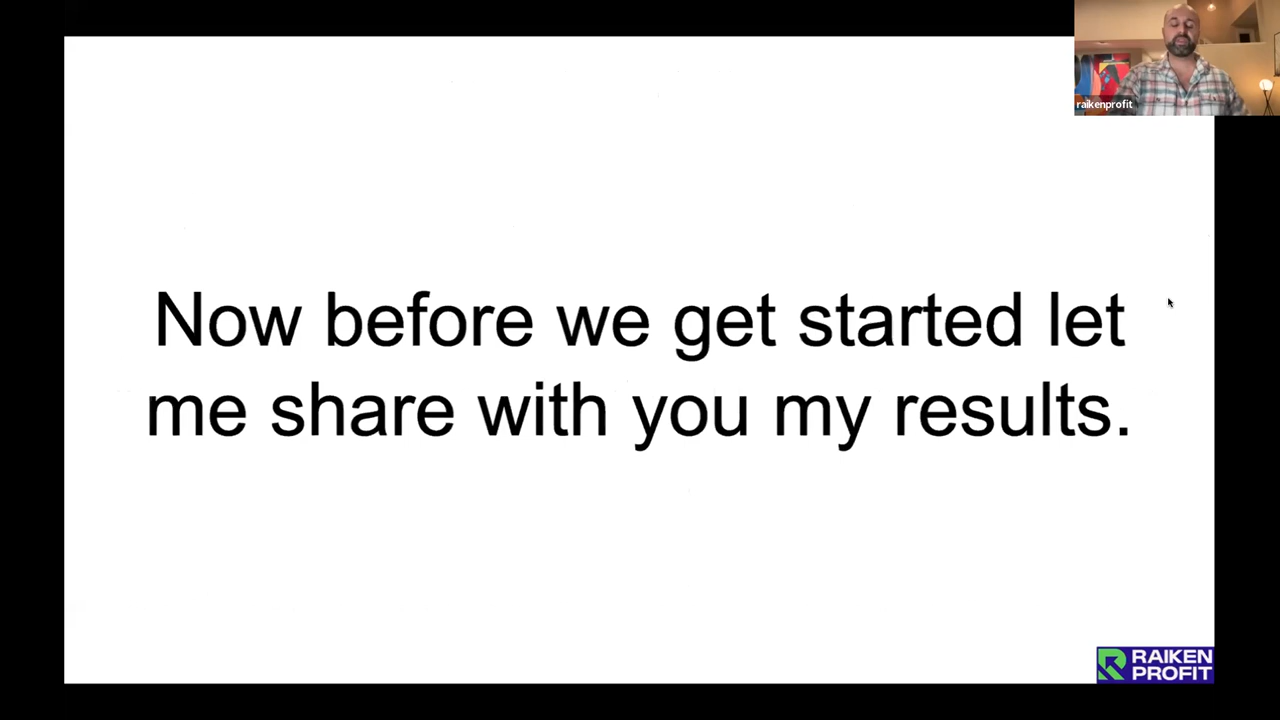 raikenprofit
Now before we get started let
me share with you my results.
RAIKEN
PROFIT